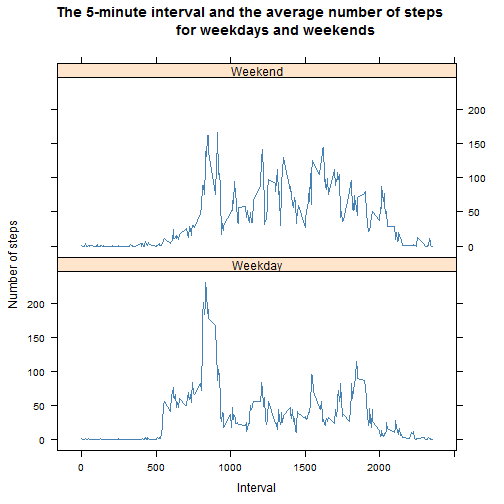 The 5-minute interval and the average number of steps
for weekdays and weekends
Weekend
200
150
100
50
0
Weekday
200
150
100
50
0
Number of steps
0 500 1000 1500 2000
Interval